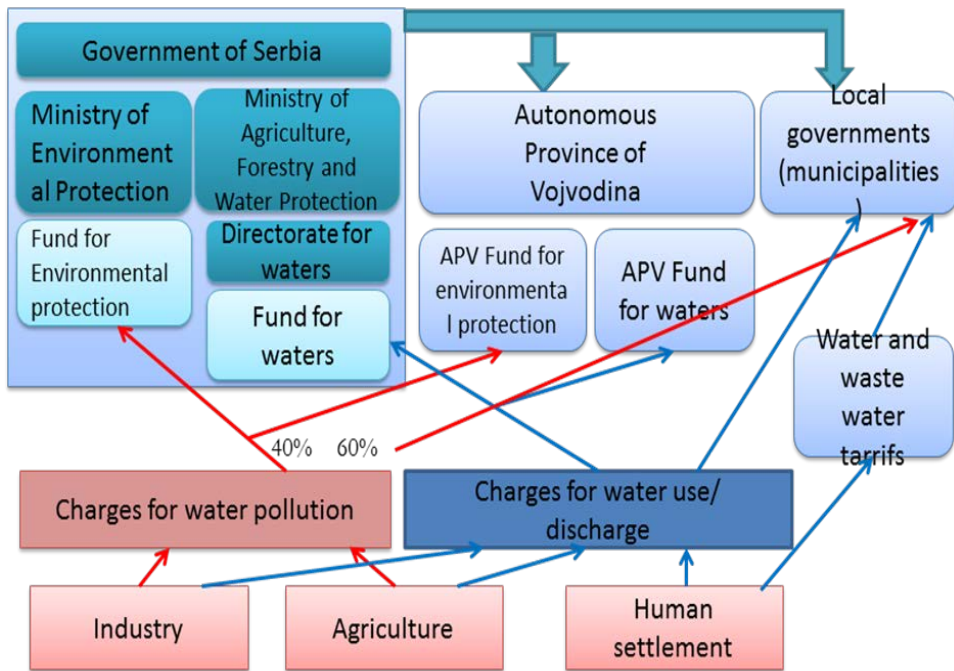 Government of Serbia
Ministry of
Environment
al Protection
Ministry of
Agriculture,
Forestry and
Water Protection
Autonomous
Province of
Vojvodina
Local
governments
(municipalities
)
Fund for
Environmental
protection
Directorate for
waters
Fund for
waters
APV Fund for
environmenta
l protection
APV Fund
for waters
Water and
waste
water
tarrifs
40%
60%
Charges for water pollution
Charges for water use/
discharge
Industry
Agriculture
Human
settlement